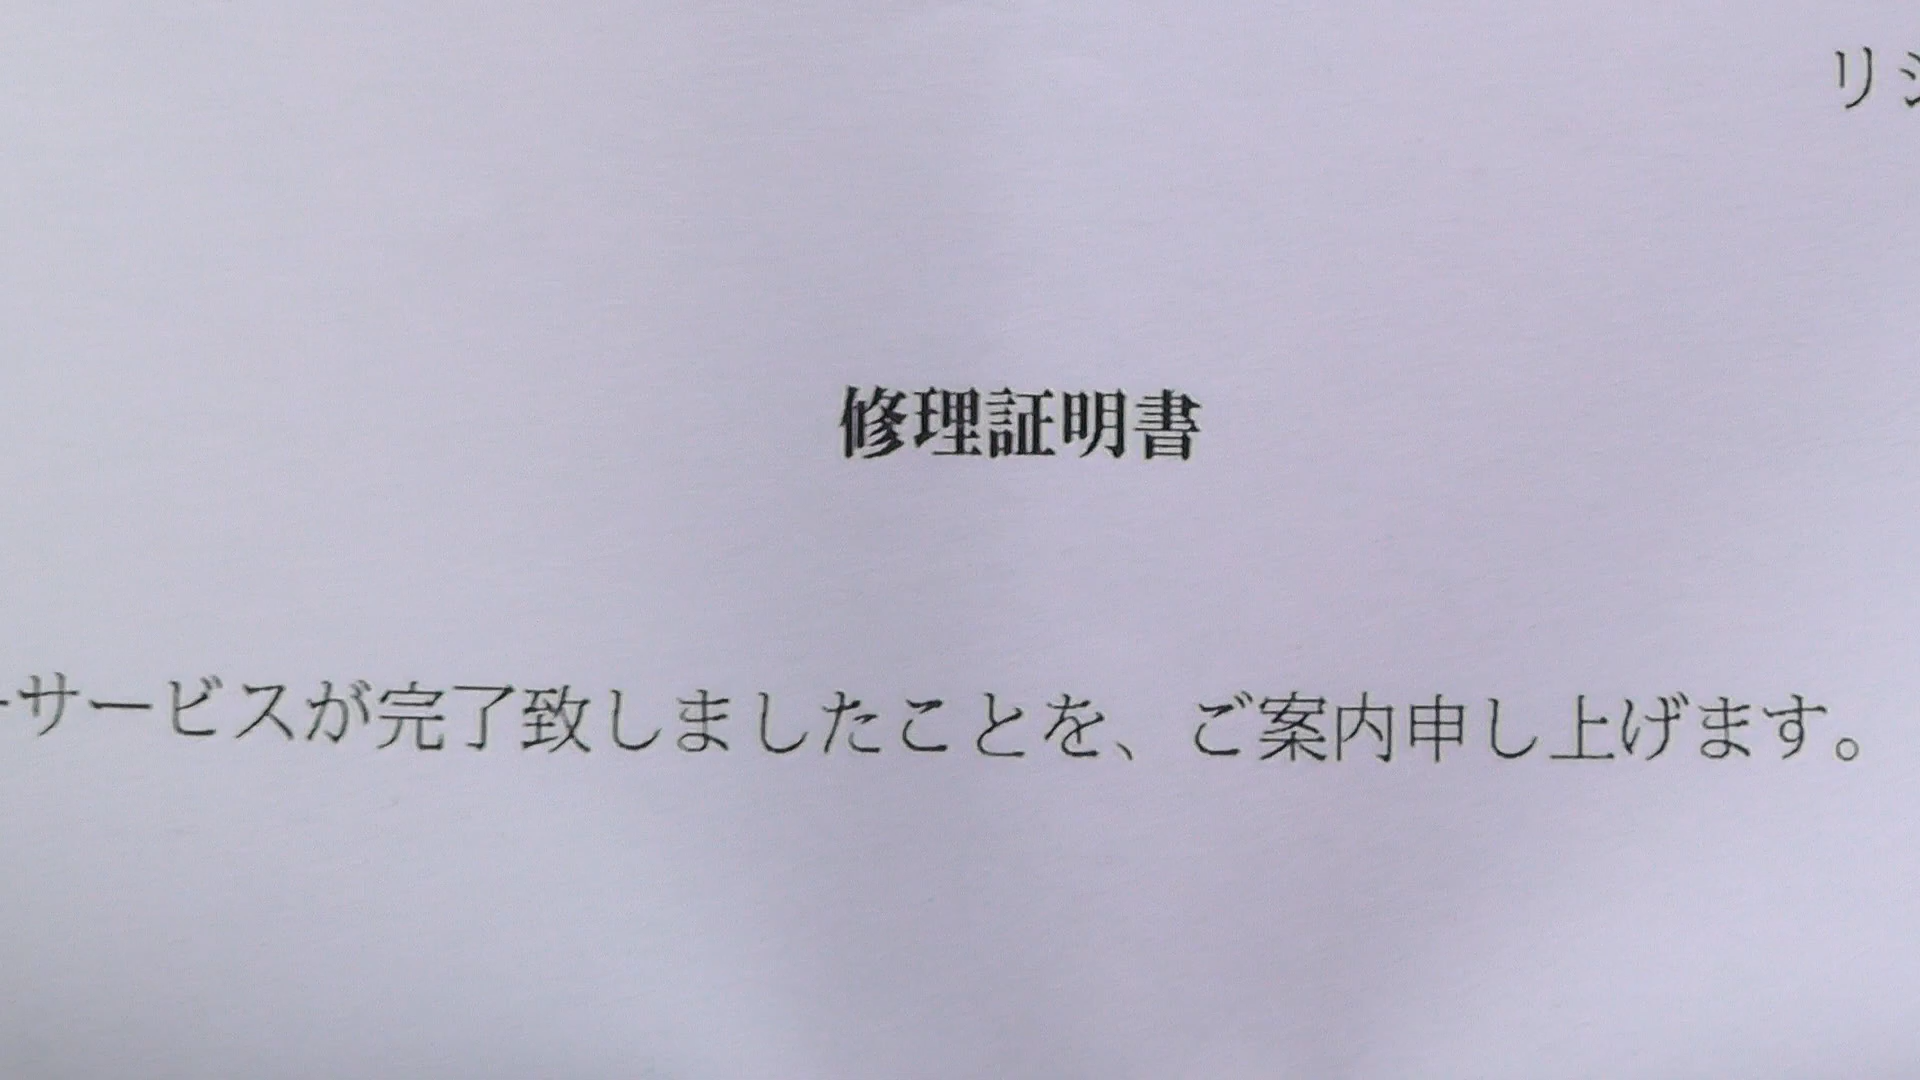 リシ
修理証明書
ーサービスが完了致しましたことを、ご案内申し上げます。